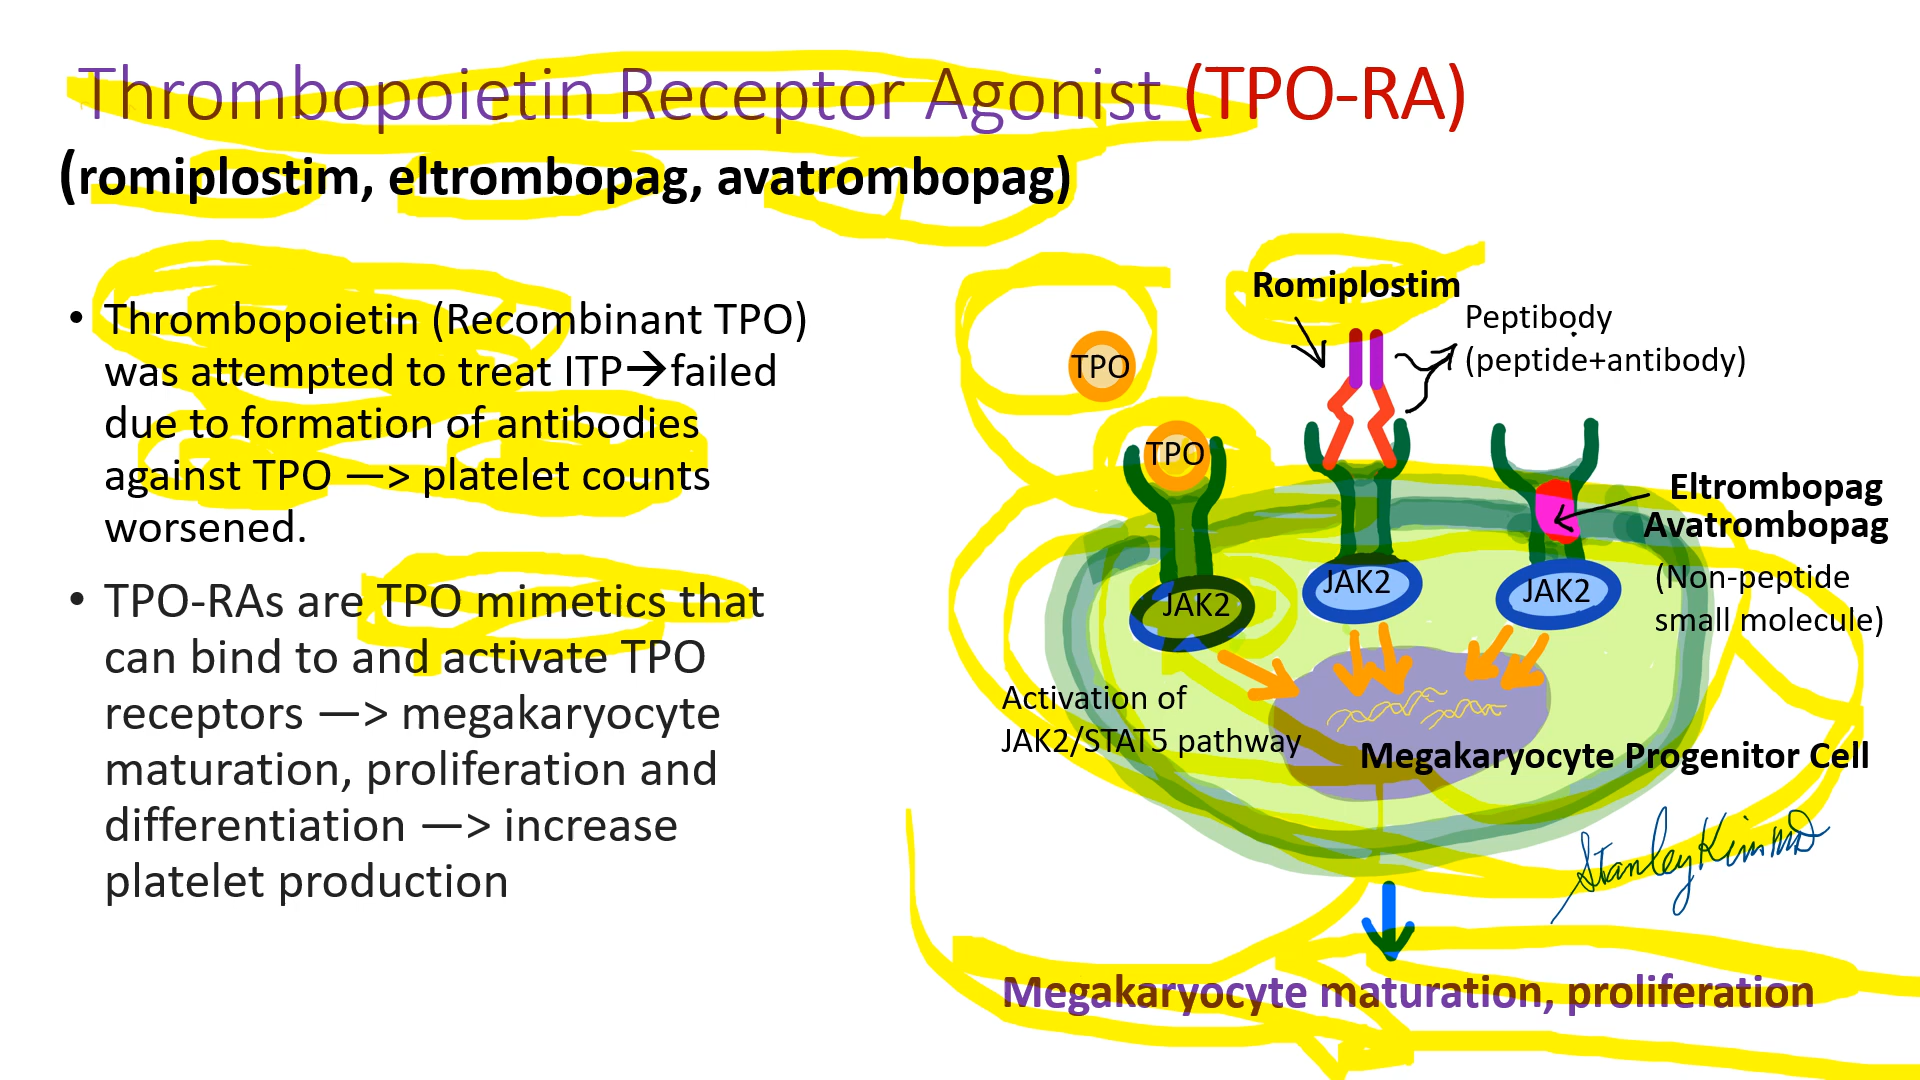 Thrombopoietin Receptor Agonist (TPO-RA)
(romiplostim, eltrombopag, avatrombopag)
• Thrombopoietin (Recombinant TPO)
was attempted to treat ITP→failed
due to formation of antibodies
against TPO —> platelet counts
worsened.
• TPO-RAs are TPO mimetics that
can bind to and activate TPO
receptors —> megakaryocyte
maturation, proliferation and
differentiation —> increase
platelet production
Romiplostim
Peptibody
(peptide+antibody)
TPO
TPO
Eltrombopag
Avatrombopag
(Non-peptide
small molecule)
JAK2
JAK2
JAK2
Activation of
JAK2/STAT5 pathway
Megakaryocyte Progenitor Cell
Stanley Kim MD
Megakaryocyte maturation, proliferation